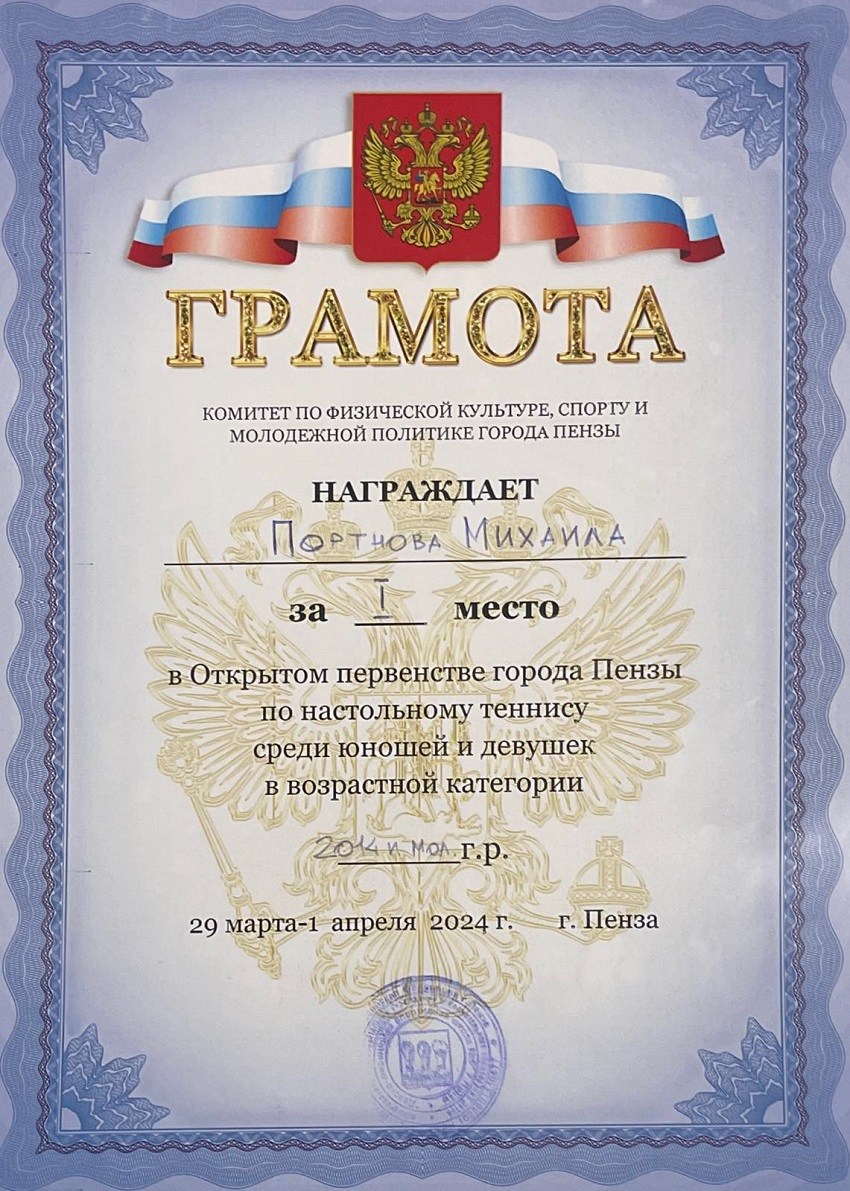 ГРАМОТА
КОМИТЕТ ПО ФИЗИЧЕСКОЙ КУЛЬТУРЕ, СПОРТУ И
МОЛОДЕЖНОЙ ПОЛИТИКЕ ГОРОДА ПЕНЗЫ
НАГРАЖДАЕТ
ПОРТНОВА МИХАИЛА
за I место
в Открытом первенстве города Пензы
по настольному теннису
среди юношей и девушек
в возрастной категории
2014 и мол. г.р.
29 марта-1 апреля 2024 г. г. Пенза